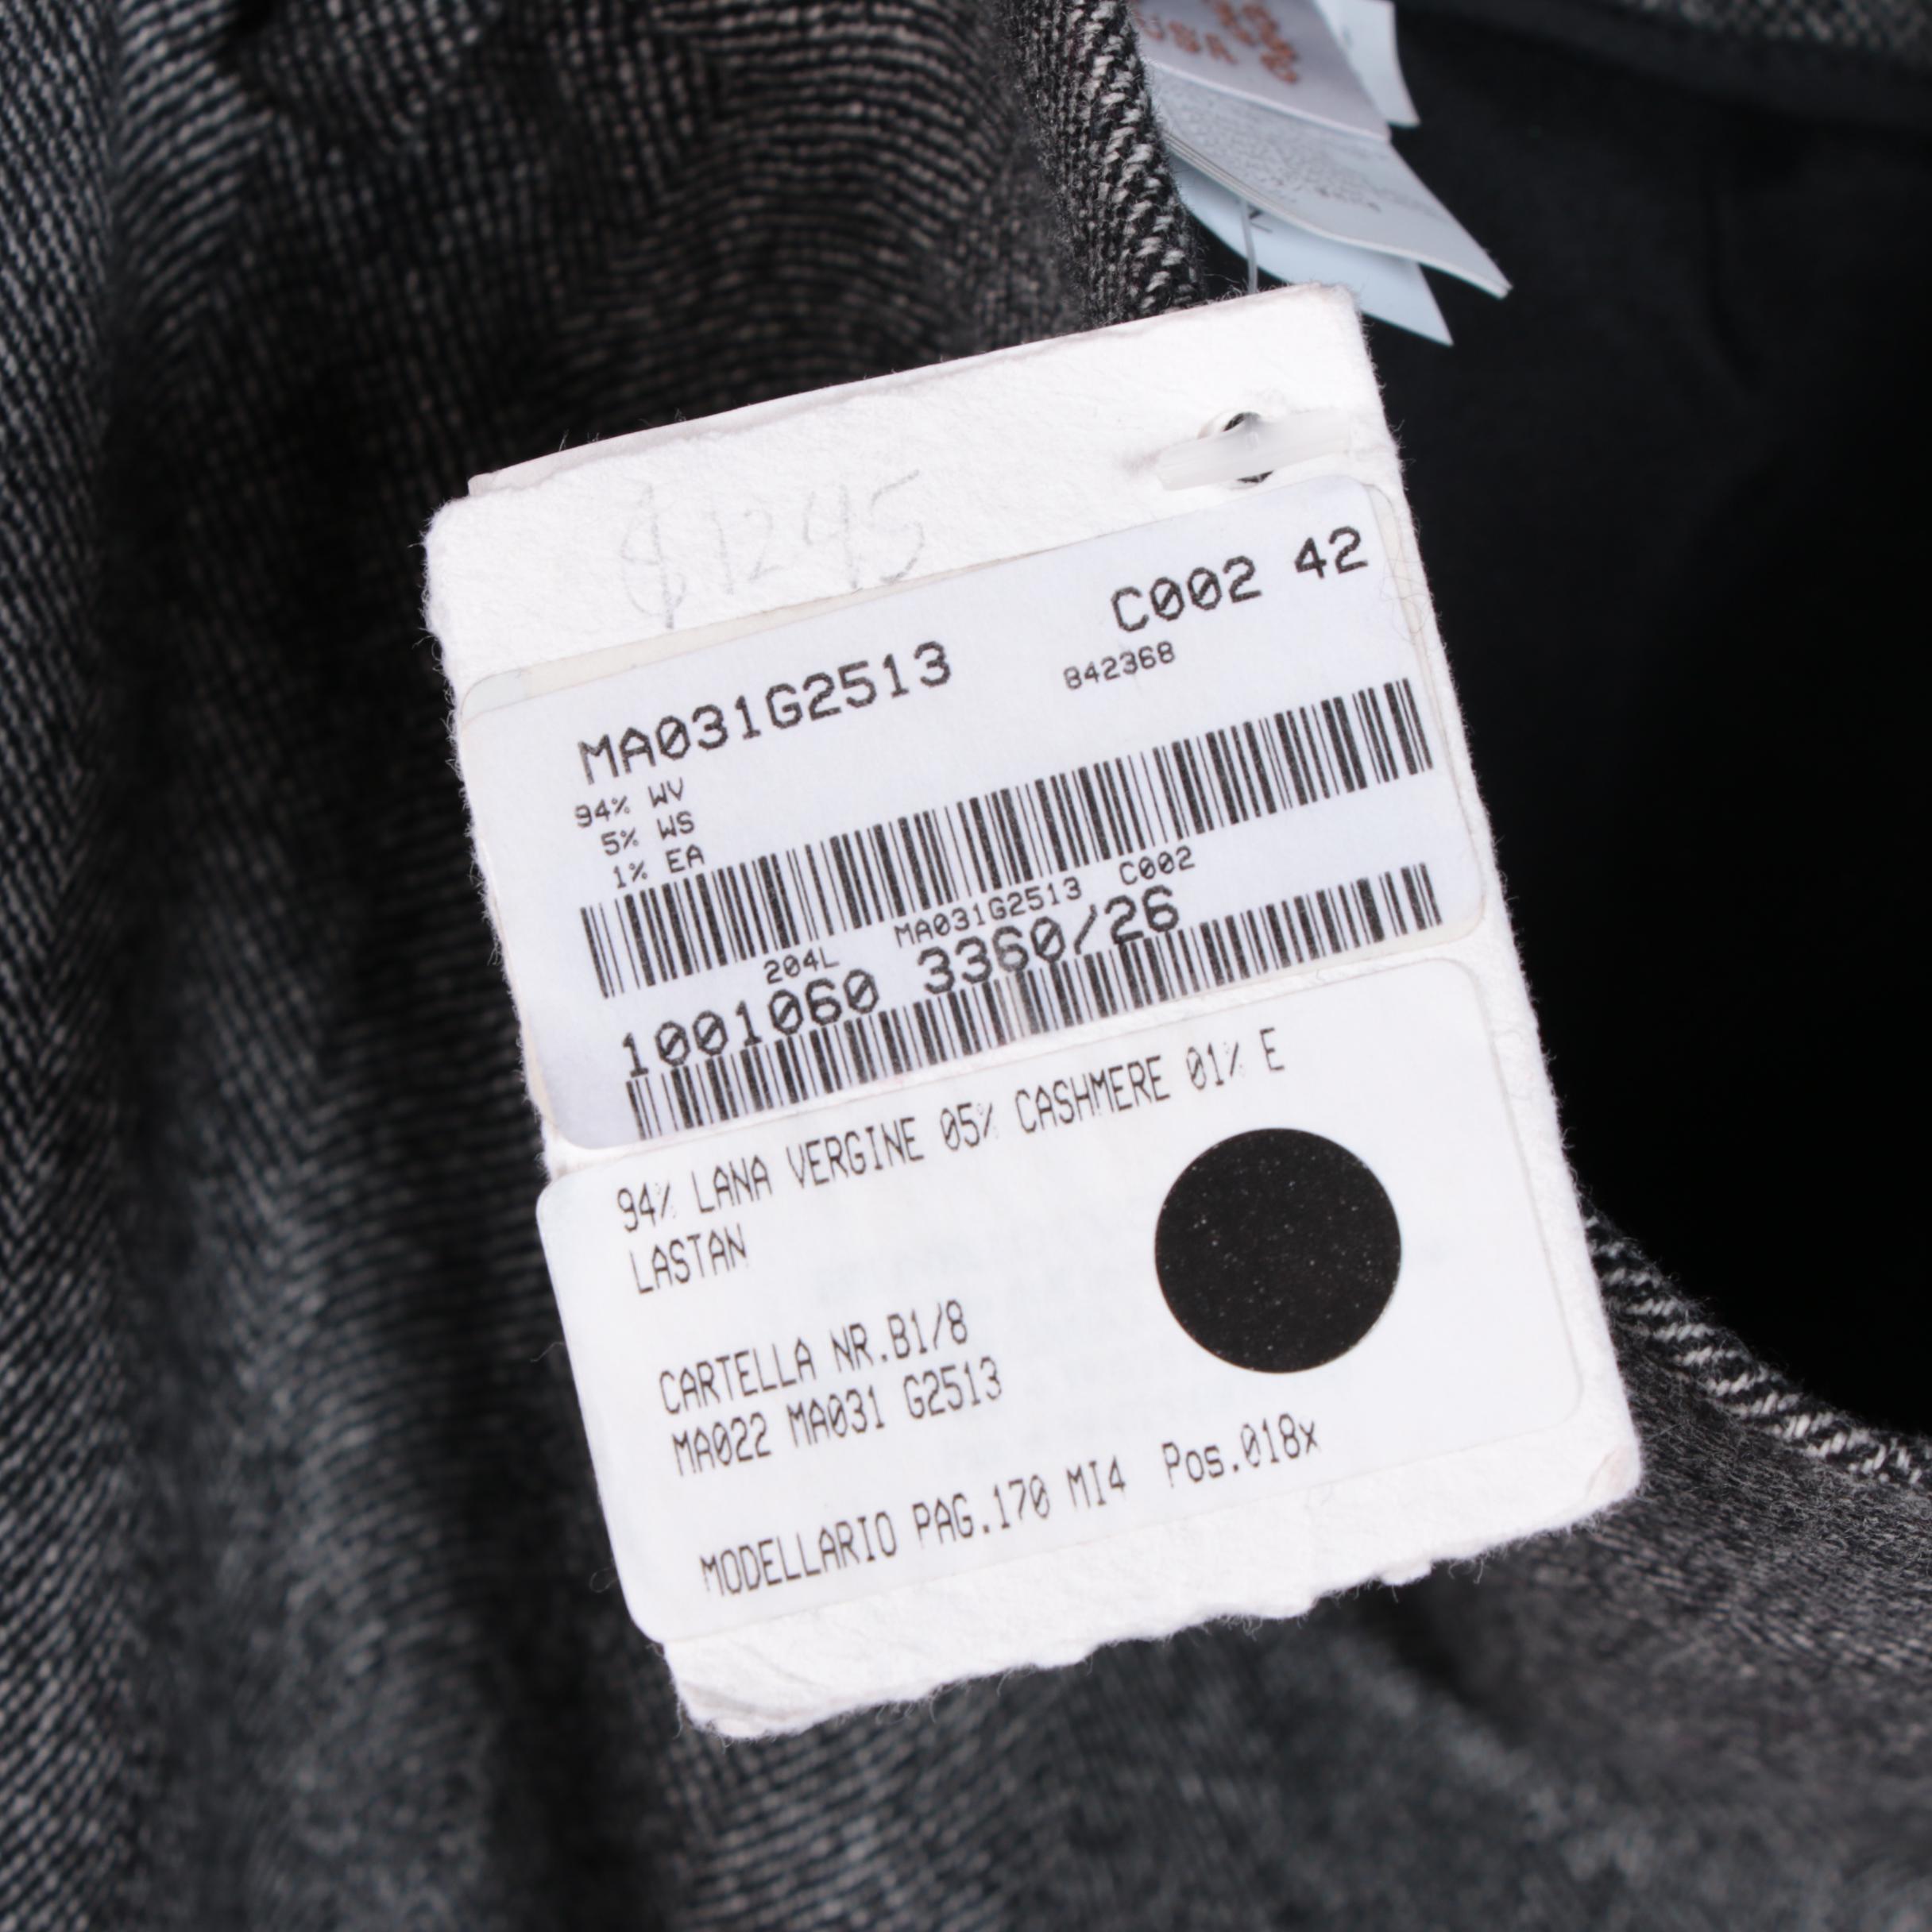 $1245
C002 42
MA031G2513
842368
94% WV
5% WS
1% EA
204L MA031G2513 C002
1001060 3360/26
94% LANA VERGINE 05% CASHMERE 01% E
LASTAN
CARTELLA NR.B1/8
MA022 MA031 G2513
MODELLARIO PAG.170 MI4 Pos.018x